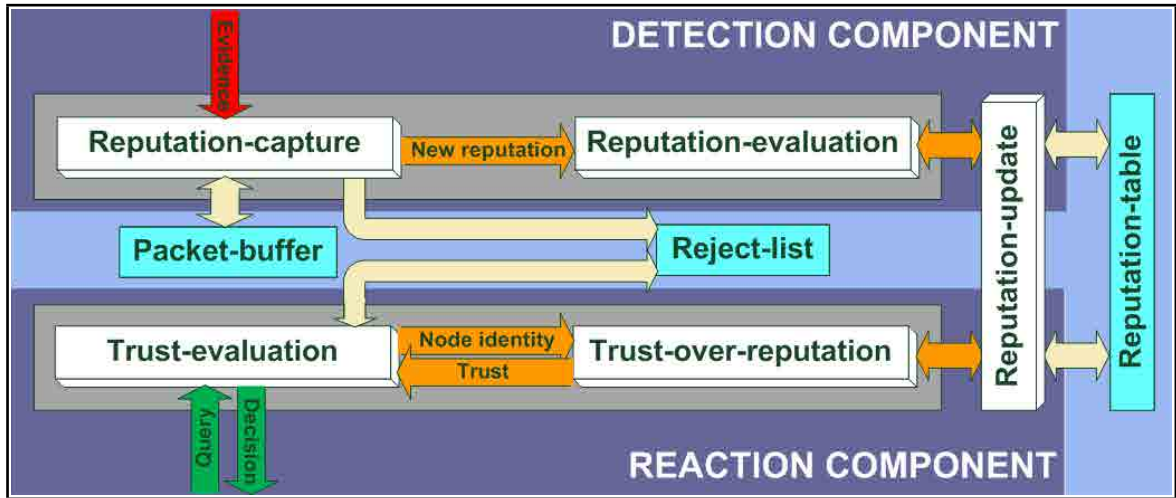 DETECTION COMPONENT
Evidence
Reputation-capture
New reputation
Reputation-evaluation
Reputation-update
Reputation-table
Packet-buffer
Reject-list
Trust-evaluation
Node identity
Trust
Trust-over-reputation
Query
Decision
REACTION COMPONENT